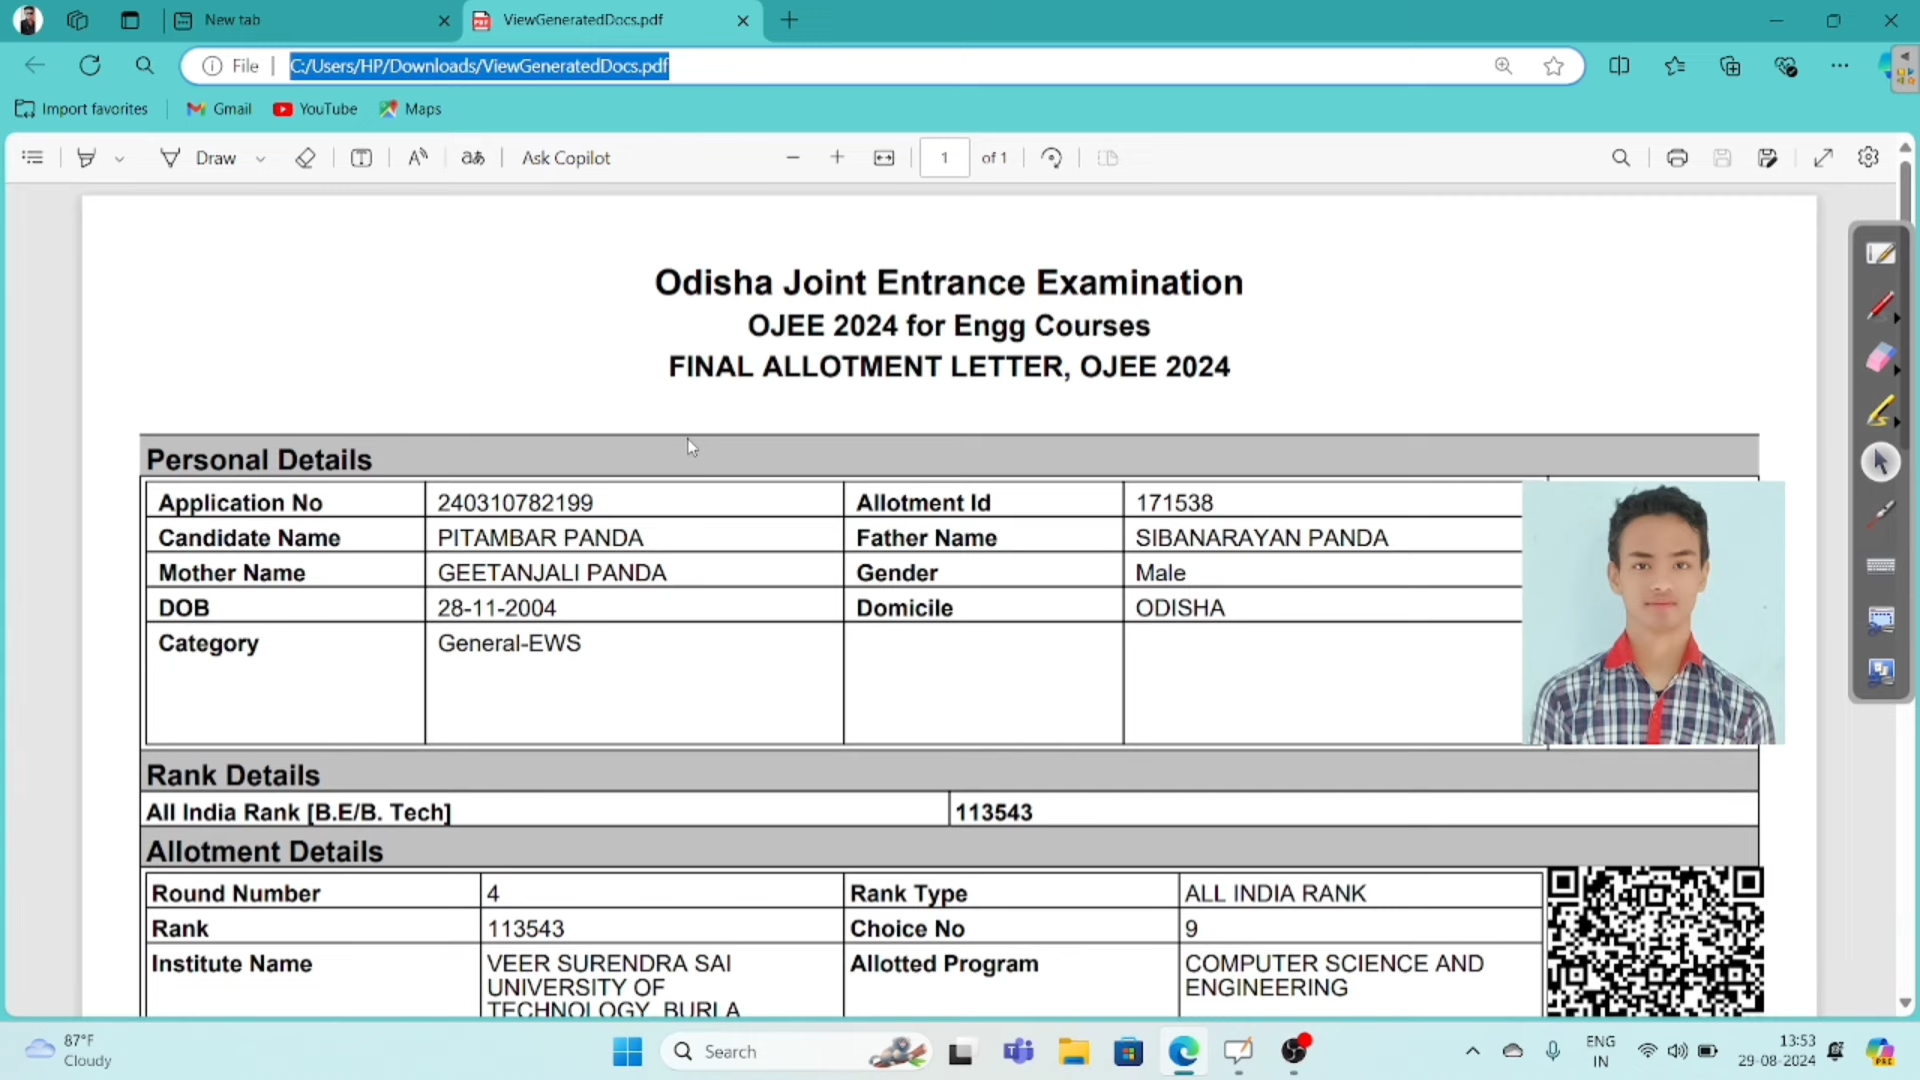 New tab
ViewGeneratedDocs.pdf
File
C:/Users/HP/Downloads/ViewGeneratedDocs.pdf
Import favorites
Gmail
YouTube
Maps
Draw
Ask Copilot
1
of 1
Odisha Joint Entrance Examination
OJEE 2024 for Engg Courses
FINAL ALLOTMENT LETTER, OJEE 2024
Personal Details
Application No 240310782199 Allotment Id 171538
Candidate Name PITAMBAR PANDA Father Name SIBANARAYAN PANDA
Mother Name GEETANJALI PANDA Gender Male
DOB 28-11-2004 Domicile ODISHA
Category General-EWS
Rank Details
All India Rank [B.E/B. Tech] 113543
Allotment Details
Round Number 4 Rank Type ALL INDIA RANK
Rank 113543 Choice No 9
Institute Name VEER SURENDRA SAI Allotted Program COMPUTER SCIENCE AND
UNIVERSITY OF ENGINEERING
TECHNOLOGY, BURLA
87°F
Cloudy
Search
ENG
IN
13:53
29-08-2024